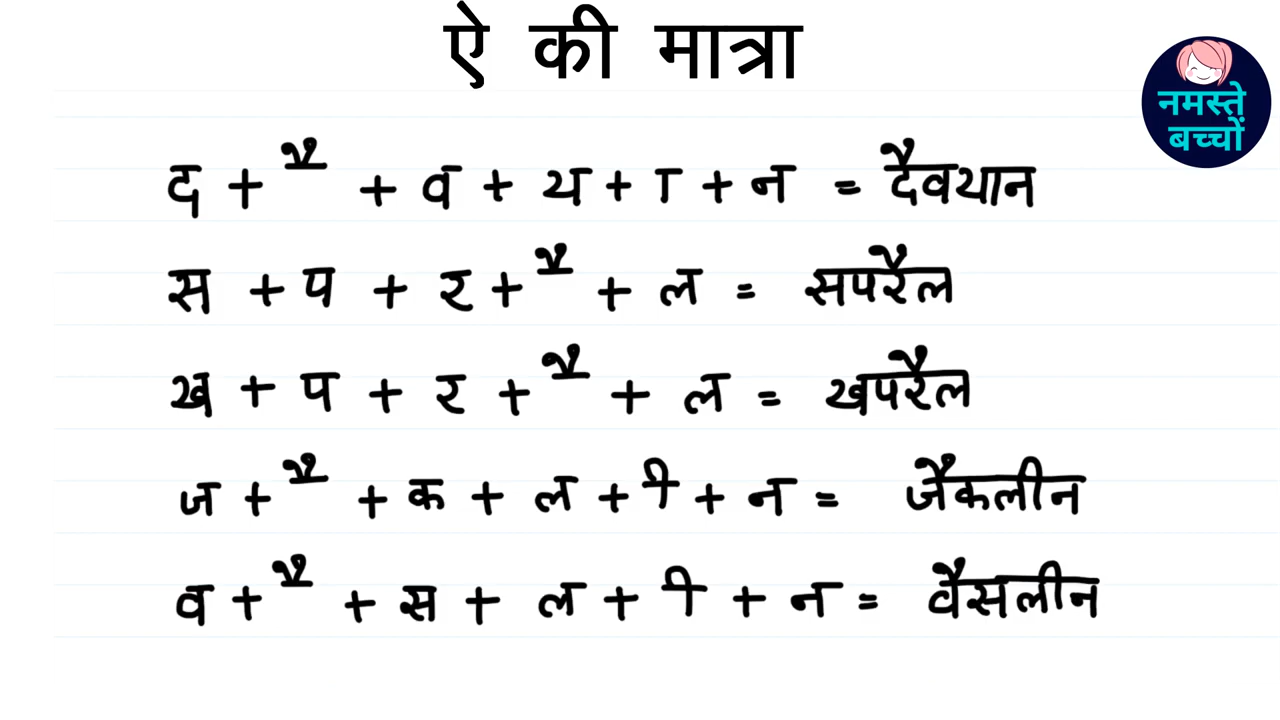 ऐ की मात्रा
नमस्ते
बच्चों
द + ै + व + थ + ा + न = दैवथान
स + प + र + ै + ल = सपरैल
ख + प + र + ै + ल = खपरैल
ज + ै + क + ल + ी + न = जैकलीन
व + ै + स + ल + ी + न = वैसलीन